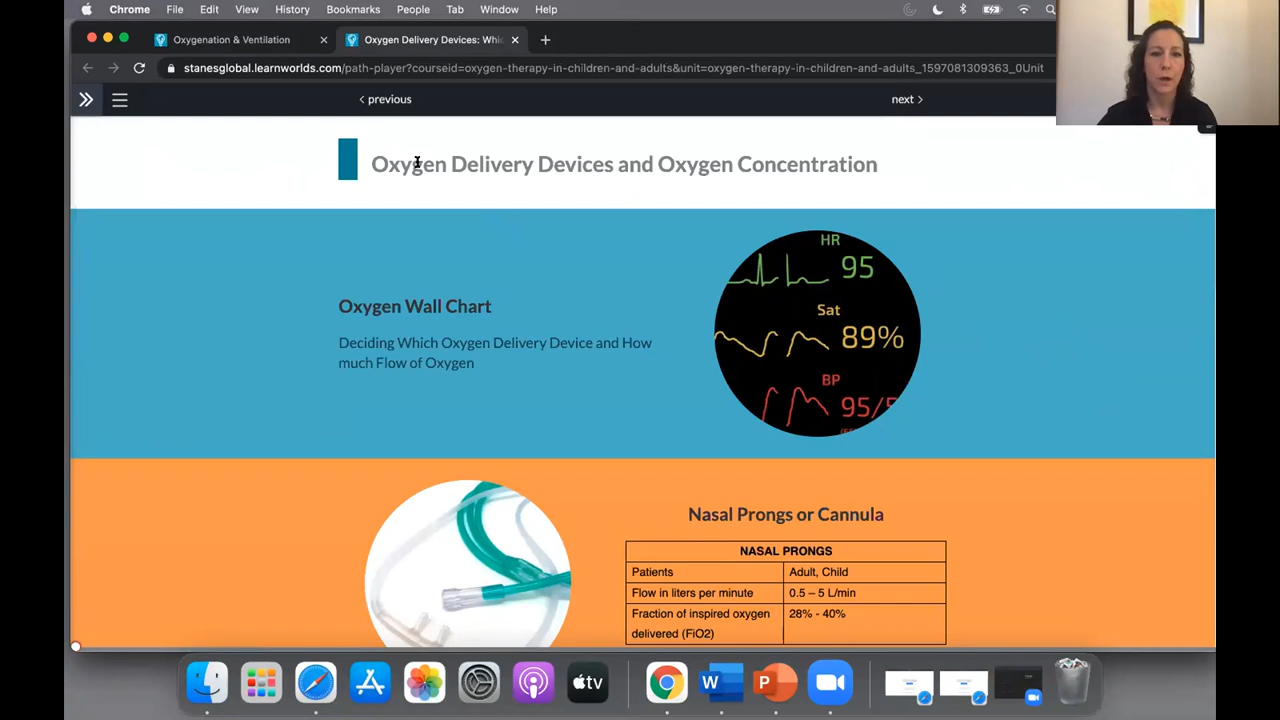 Chrome File Edit View History Bookmarks People Tab Window Help
Oxygenation & Ventilation
Oxygen Delivery Devices: Whi
stanesglobal.learnworlds.com/path-player?courseid=oxygen-therapy-in-children-and-adults&unit=oxygen-therapy-in-children-and-adults_1597081309363_0Unit
previous
next
Oxygen Delivery Devices and Oxygen Concentration
Oxygen Wall Chart
Deciding Which Oxygen Delivery Device and How
much Flow of Oxygen
HR
95
Sat
89%
BP
95/5
Nasal Prongs or Cannula
NASAL PRONGS
Patients Adult, Child
Flow in liters per minute 0.5 – 5 L/min
Fraction of inspired oxygen 28% - 40%
delivered (FiO2)
tv
W
P